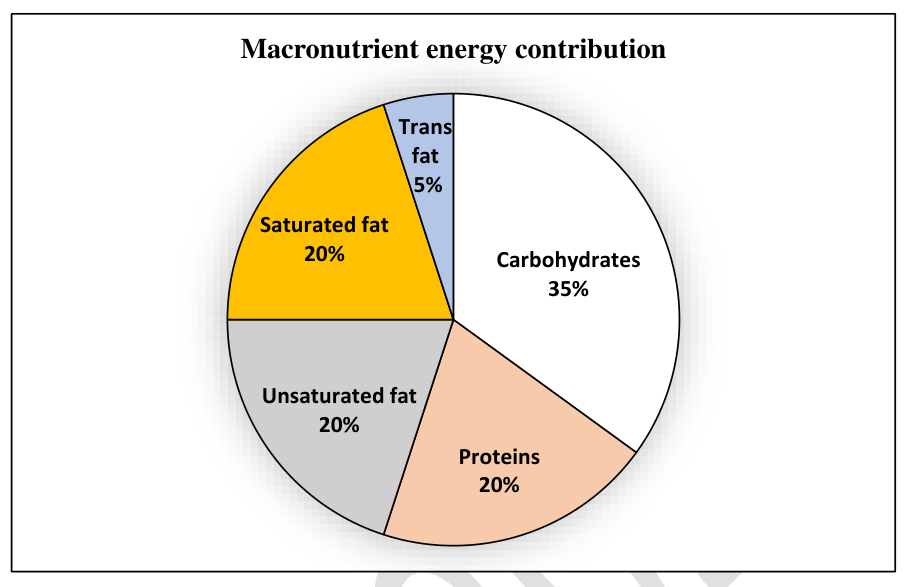 Macronutrient energy contribution
Trans
fat
5%
Carbohydrates
35%
Saturated fat
20%
Unsaturated fat
20%
Proteins
20%